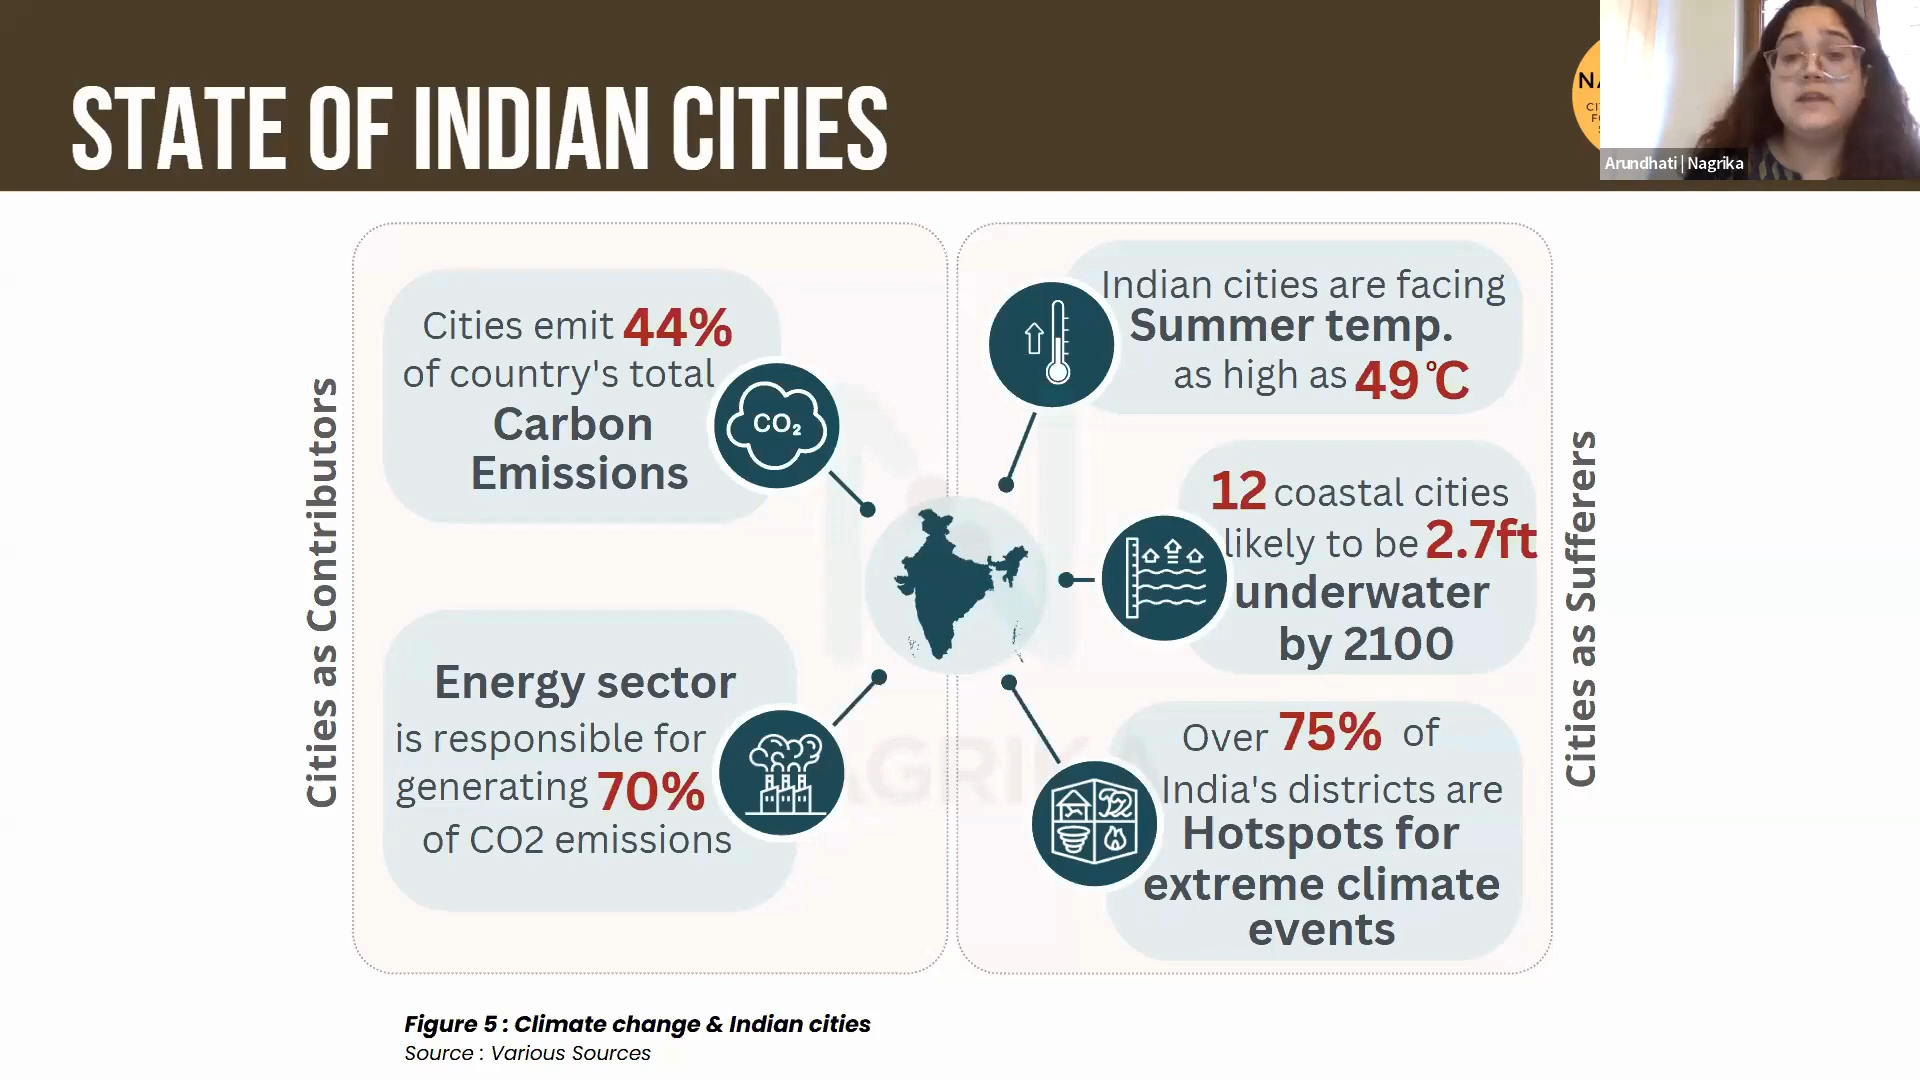 STATE OF INDIAN CITIES
Arundhati | Nagrika
Cities as Contributors
Cities emit 44%
of country's total
Carbon
Emissions
CO₂
Energy sector
is responsible for
generating 70%
of CO2 emissions
Indian cities are facing
Summer temp.
as high as 49°C
12 coastal cities
likely to be 2.7ft
underwater
by 2100
Over 75% of
India's districts are
Hotspots for
extreme climate
events
Cities as Sufferers
Figure 5 : Climate change & Indian cities
Source : Various Sources